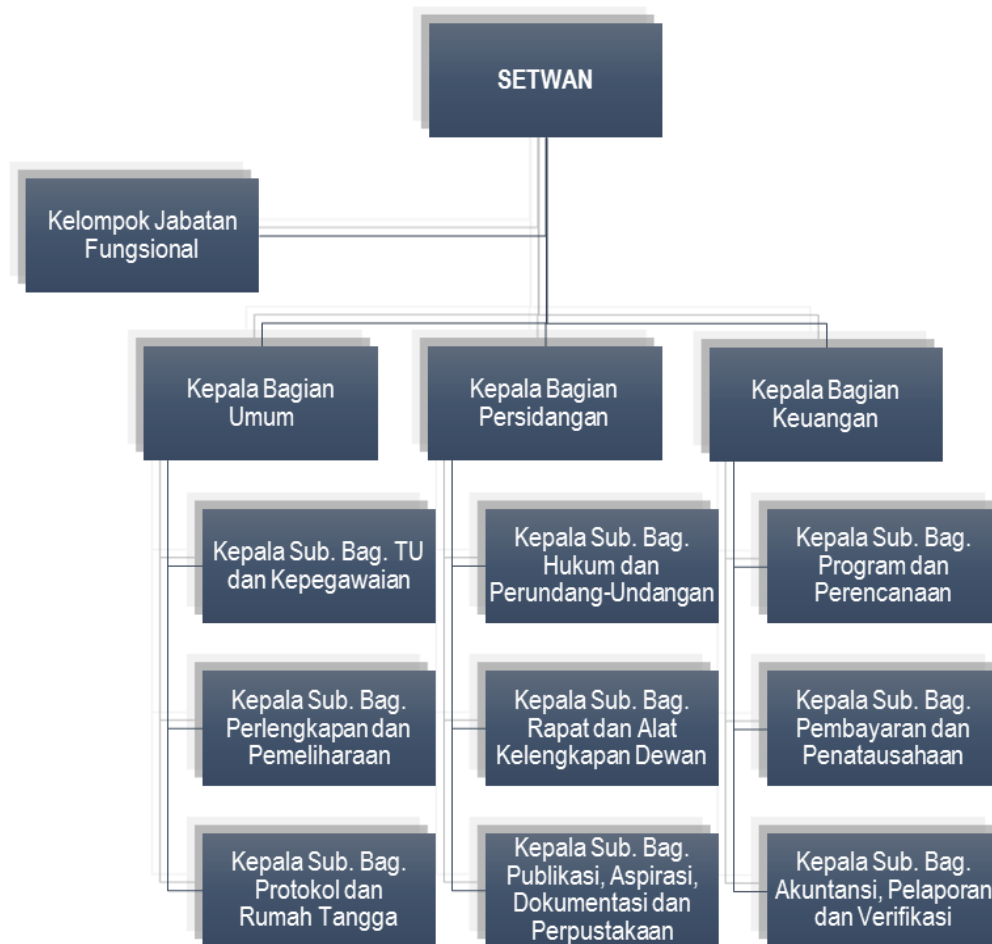 SETWAN
Kelompok Jabatan
Fungsional
Kepala Bagian
Umum
Kepala Bagian
Persidangan
Kepala Bagian
Keuangan
Kepala Sub. Bag. TU
dan Kepegawaian
Kepala Sub. Bag.
Hukum dan
Perundang-Undangan
Kepala Sub. Bag.
Program dan
Perencanaan
Kepala Sub. Bag.
Perlengkapan dan
Pemeliharaan
Kepala Sub. Bag.
Rapat dan Alat
Kelengkapan Dewan
Kepala Sub. Bag.
Pembayaran dan
Penatausahaan
Kepala Sub. Bag.
Protokol dan
Rumah Tangga
Kepala Sub. Bag.
Publikasi, Aspirasi,
Dokumentasi dan
Perpustakaan
Kepala Sub. Bag.
Akuntansi, Pelaporan
dan Verifikasi